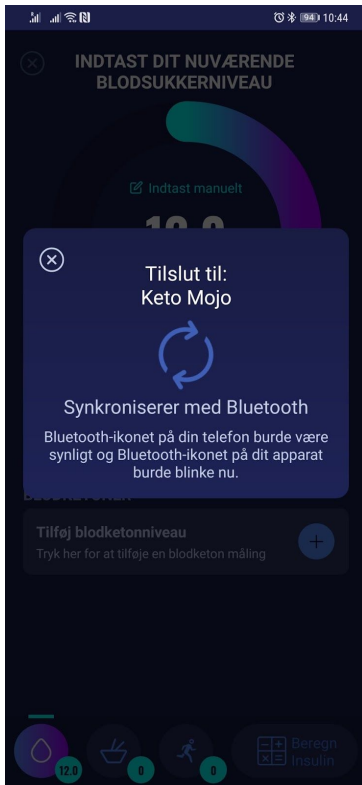 94 10:44
INDTAST DIT NUVÆRENDE
BLODSUKKERNIVEAU
Indtast manuelt
Tilslut til:
Keto Mojo
Synkroniserer med Bluetooth
Bluetooth-ikonet på din telefon burde være
synligt og Bluetooth-ikonet på dit apparat
burde blinke nu.
Tilføj blodketonniveau
Tryk her for at tilføje en blodketon måling
12.0
0
0
Beregn
insulin